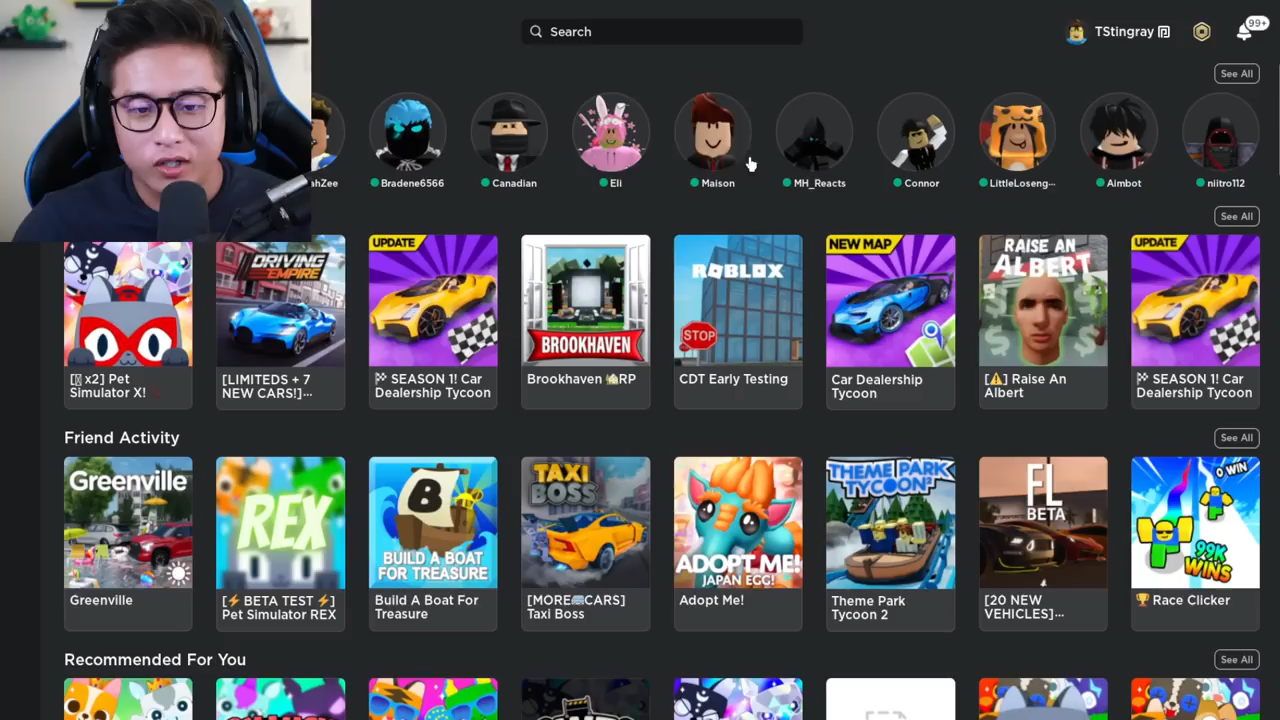 Search
TStingray
99+
See All
ahZee
Bradene6566
Canadian
Eli
Maison
MH_Reacts
Connor
LittleLoseng...
Aimbot
niitro112
See All
DRIVING
EMPIRE
UPDATE
BROOKHAVEN
ROBLOX
STOP
NEW MAP
RAISE AN
ALBERT
UPDATE
x2] Pet
Simulator X!
[LIMITEDS + 7
NEW CARS!]...
🏁 SEASON 1! Car
Dealership Tycoon
Brookhaven 🏡RP
CDT Early Testing
Car Dealership
Tycoon
[⚠️] Raise An
Albert
🏁 SEASON 1! Car
Dealership Tycoon
Friend Activity
See All
Greenville
REX
B
BUILD A BOAT
FOR TREASURE
TAXI
BOSS
ADOPT ME!
JAPAN EGG!
THEME PARK
TYCOON 2
FL
BETA
0 WIN
99K
WINS
Greenville
[⚡BETA TEST⚡]
Pet Simulator REX
Build A Boat For
Treasure
[MORE🚍CARS]
Taxi Boss
Adopt Me!
Theme Park
Tycoon 2
[20 NEW
VEHICLES]...
🏆 Race Clicker
Recommended For You
See All